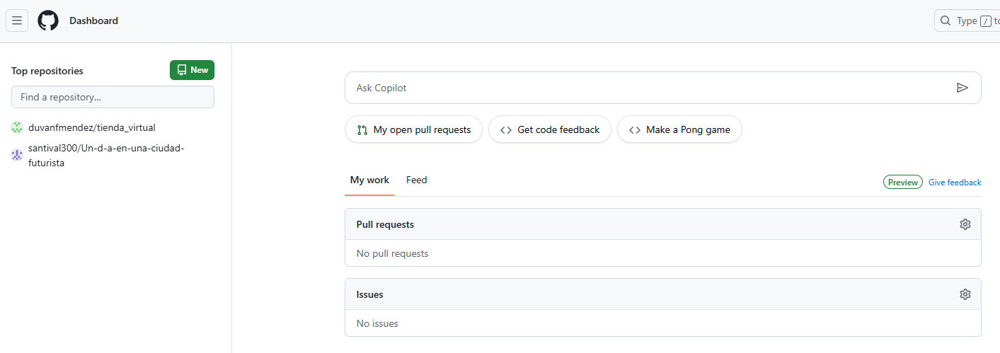 Dashboard
Type / to
Top repositories
New
Find a repository...
duvanfmendez/tienda_virtual
santival300/Un-d-a-en-una-ciudad-
futurista
Ask Copilot
My open pull requests
Get code feedback
Make a Pong game
My work
Feed
Preview
Give feedback
Pull requests
No pull requests
Issues
No issues